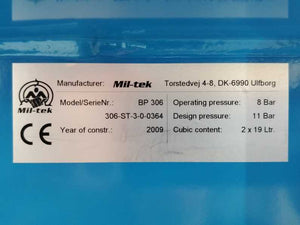 Manufacturer: Mil-tek Torstedvej 4-8, DK-6990 Ulfborg
Mil-tek
Model/SerieNr.: BP 306 Operating pressure: 8 Bar
306-ST-3-0-0364 Design pressure: 11 Bar
CE Year of constr.: 2009 Cubic content: 2 x 19 Ltr.